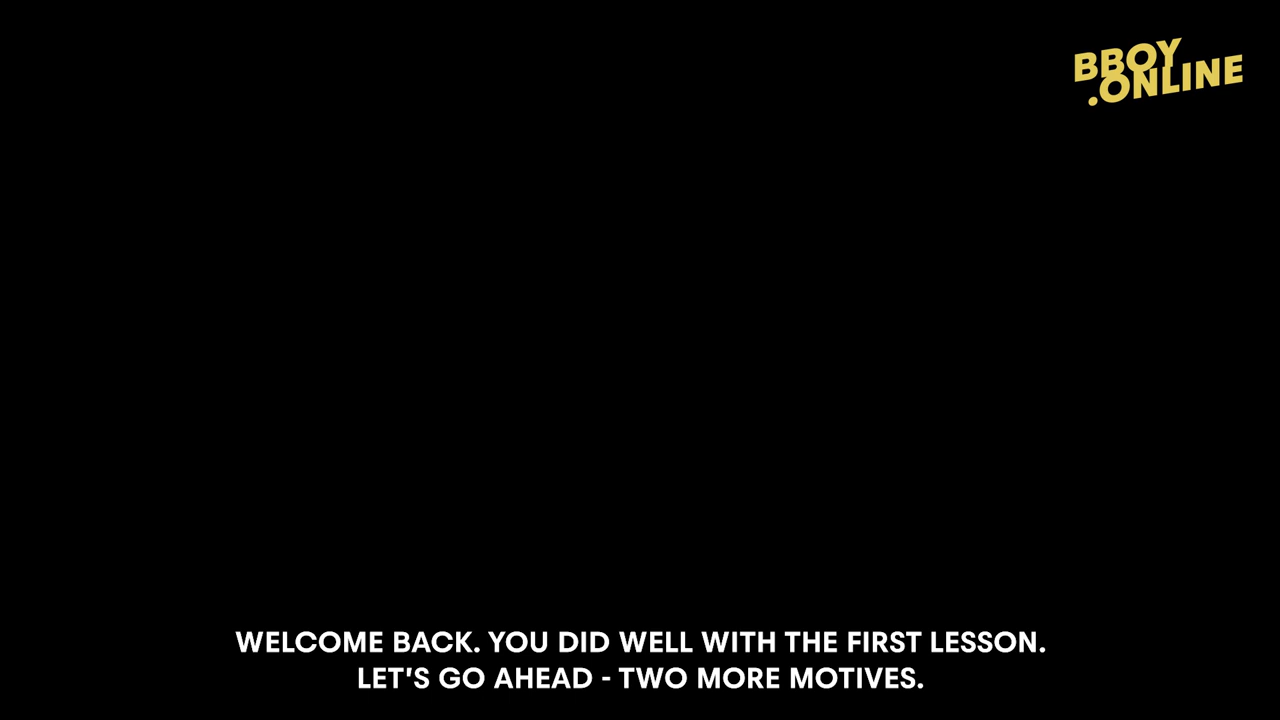 BBOY
.ONLINE
WELCOME BACK. YOU DID WELL WITH THE FIRST LESSON.
LET'S GO AHEAD - TWO MORE MOTIVES.